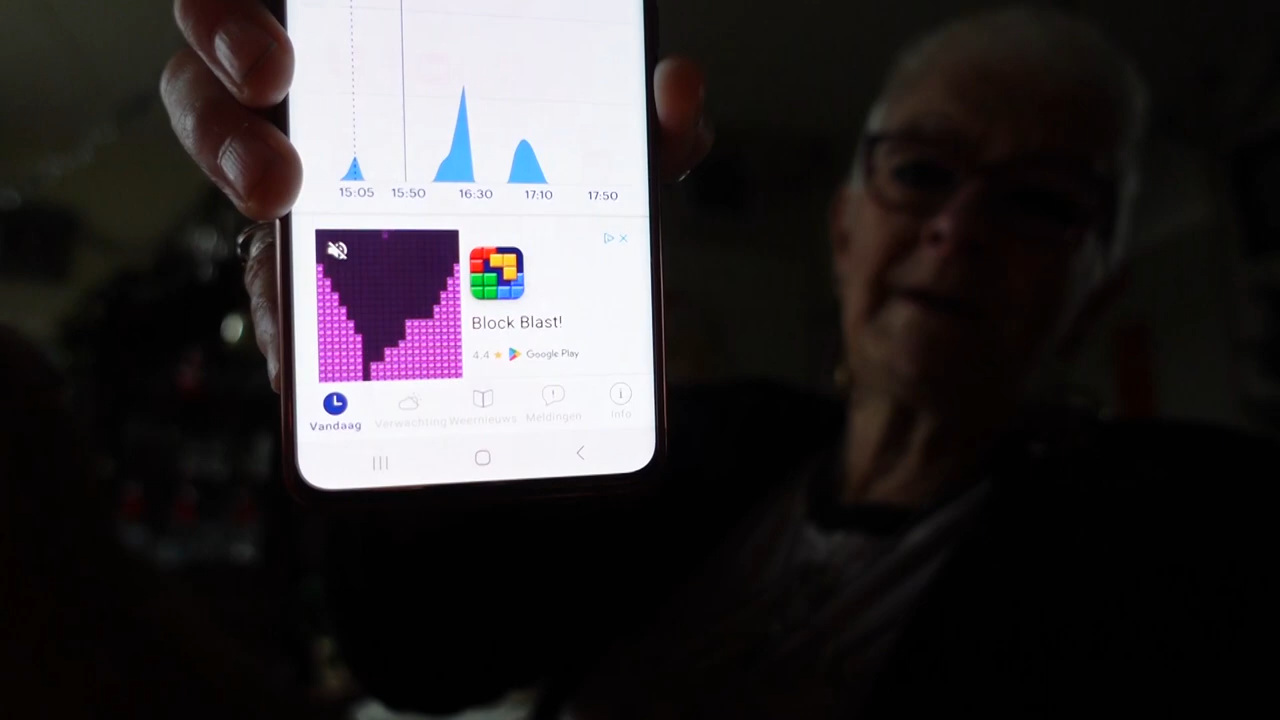 15:05 15:50 16:30 17:10 17:50
Block Blast!
4.4 Google Play
Vandaag Verwachting Weernieuws Meldingen Info